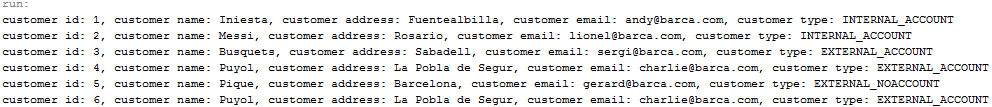 run:
customer id: 1, customer name: Iniesta, customer address: Fuentealbilla, customer email: andy@barca.com, customer type: INTERNAL_ACCOUNT
customer id: 2, customer name: Messi, customer address: Rosario, customer email: lionel@barca.com, customer type: INTERNAL_ACCOUNT
customer id: 3, customer name: Busquets, customer address: Sabadell, customer email: sergi@barca.com, customer type: EXTERNAL_ACCOUNT
customer id: 4, customer name: Puyol, customer address: La Pobla de Segur, customer email: charlie@barca.com, customer type: EXTERNAL_ACCOUNT
customer id: 5, customer name: Pique, customer address: Barcelona, customer email: gerard@barca.com, customer type: EXTERNAL_NOACCOUNT
customer id: 6, customer name: Puyol, customer address: La Pobla de Segur, customer email: charlie@barca.com, customer type: EXTERNAL_ACCOUNT